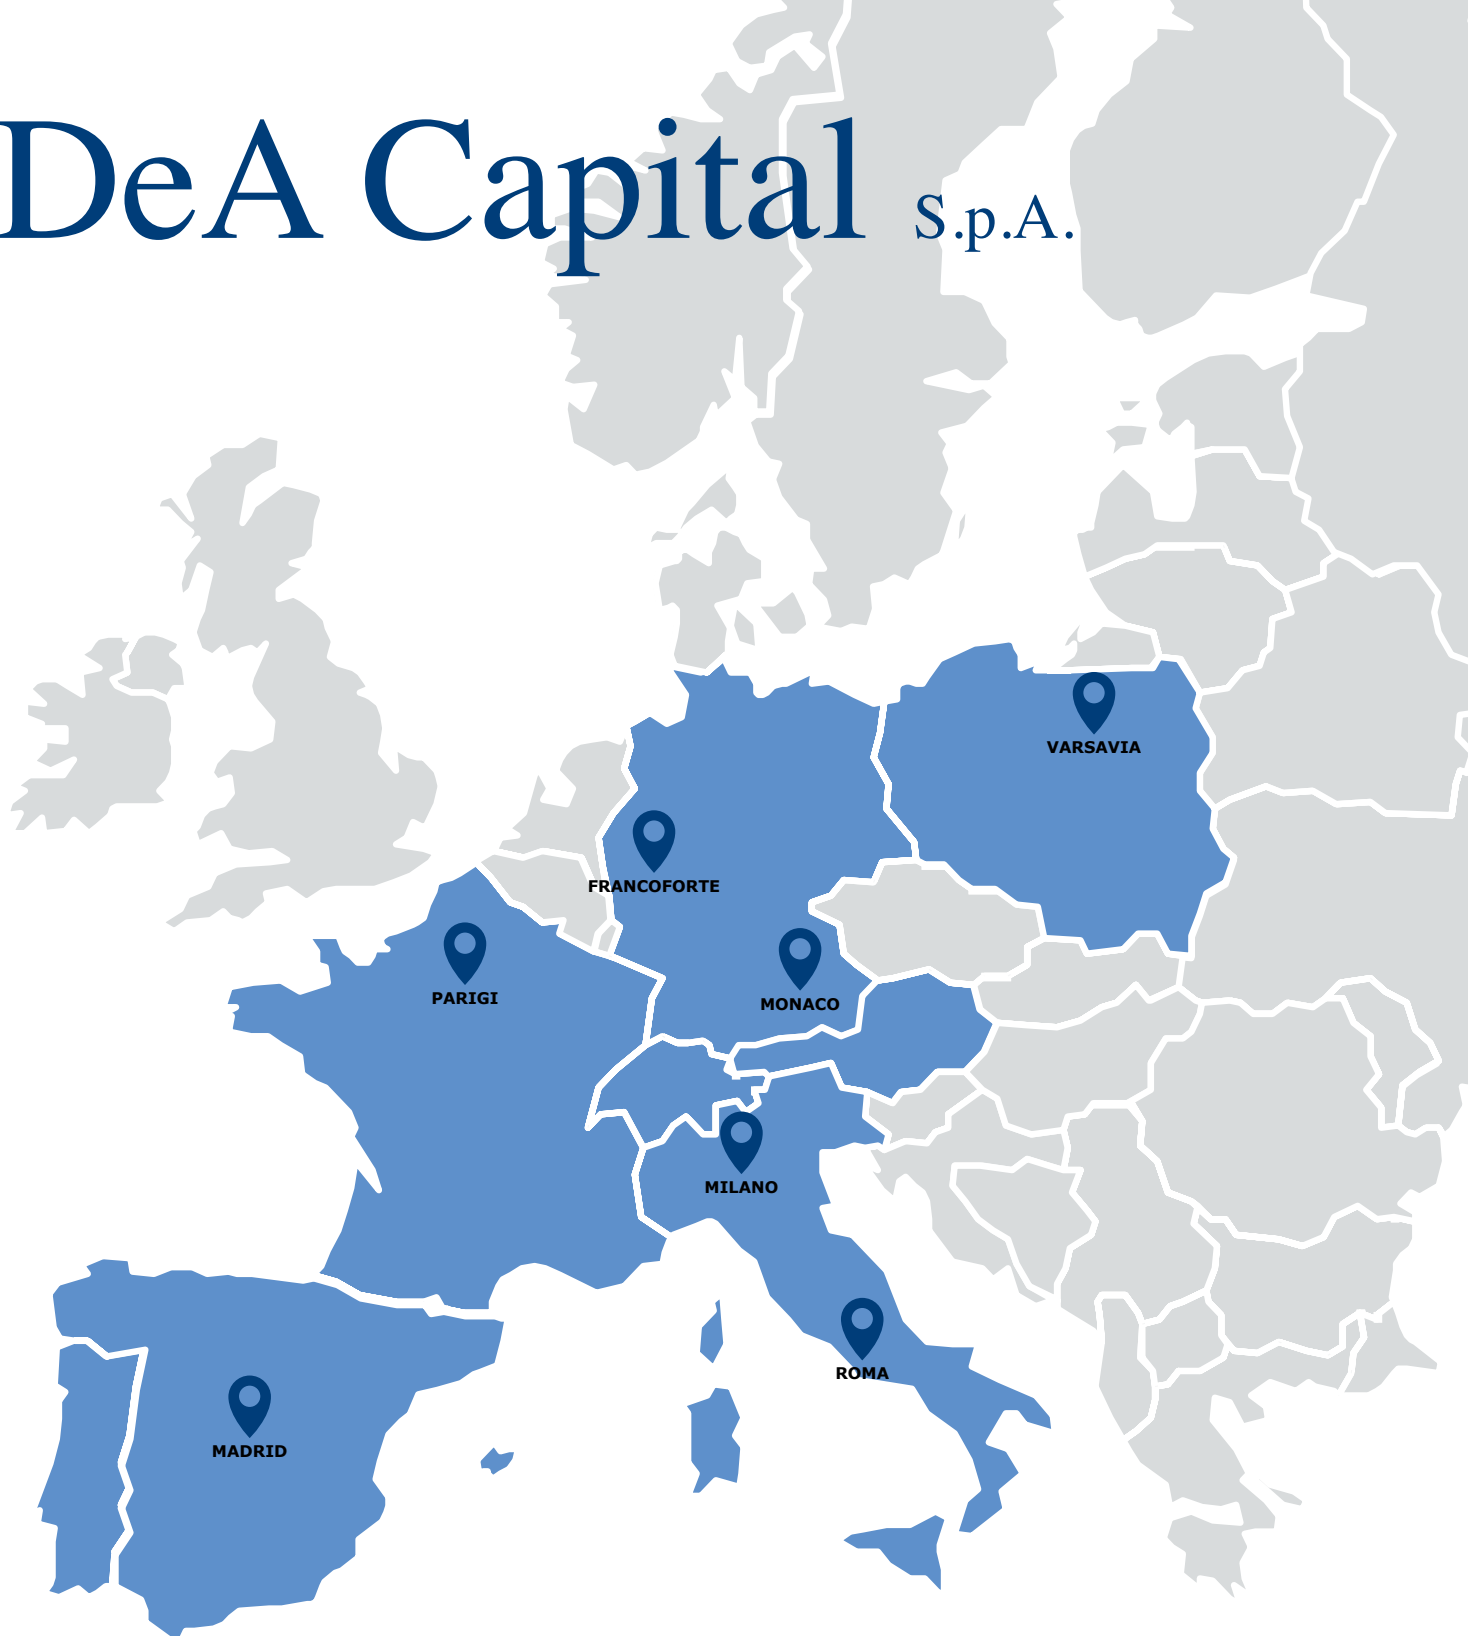 DeA Capital S.p.A.
VARSAVIA
FRANCOFORTE
PARIGI
MONACO
MILANO
ROMA
MADRID